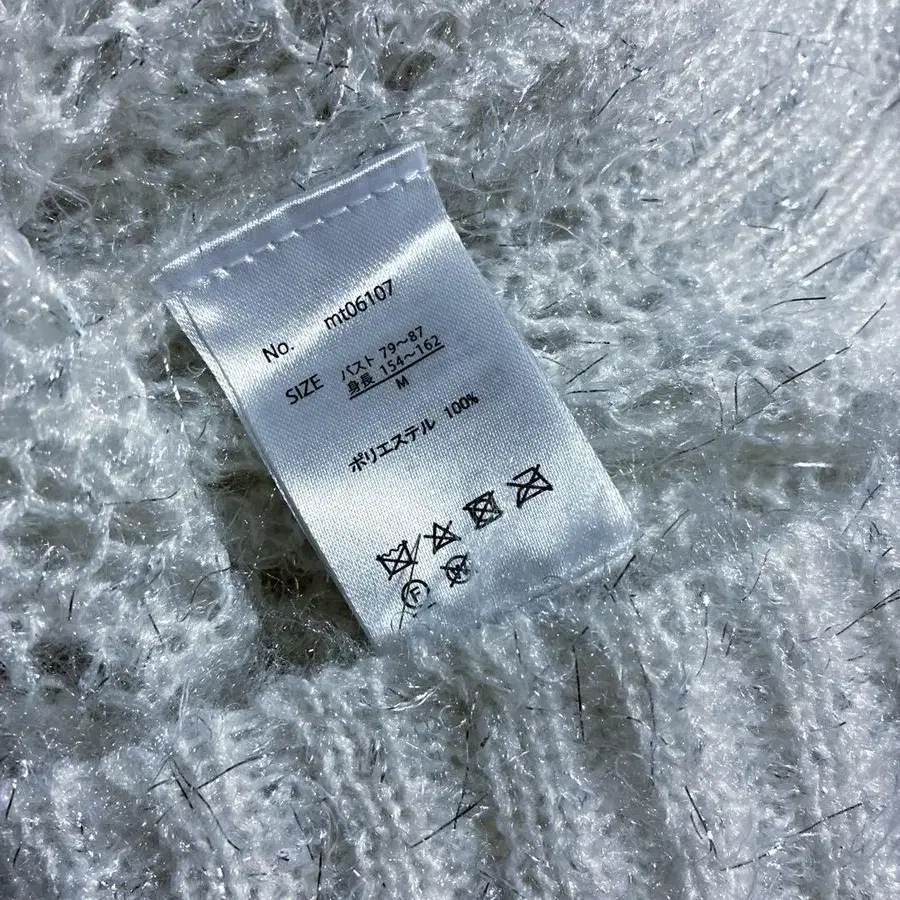 No. mt06107
SIZE バスト 79～87
身長 154～162
M
ポリエステル 100%
F